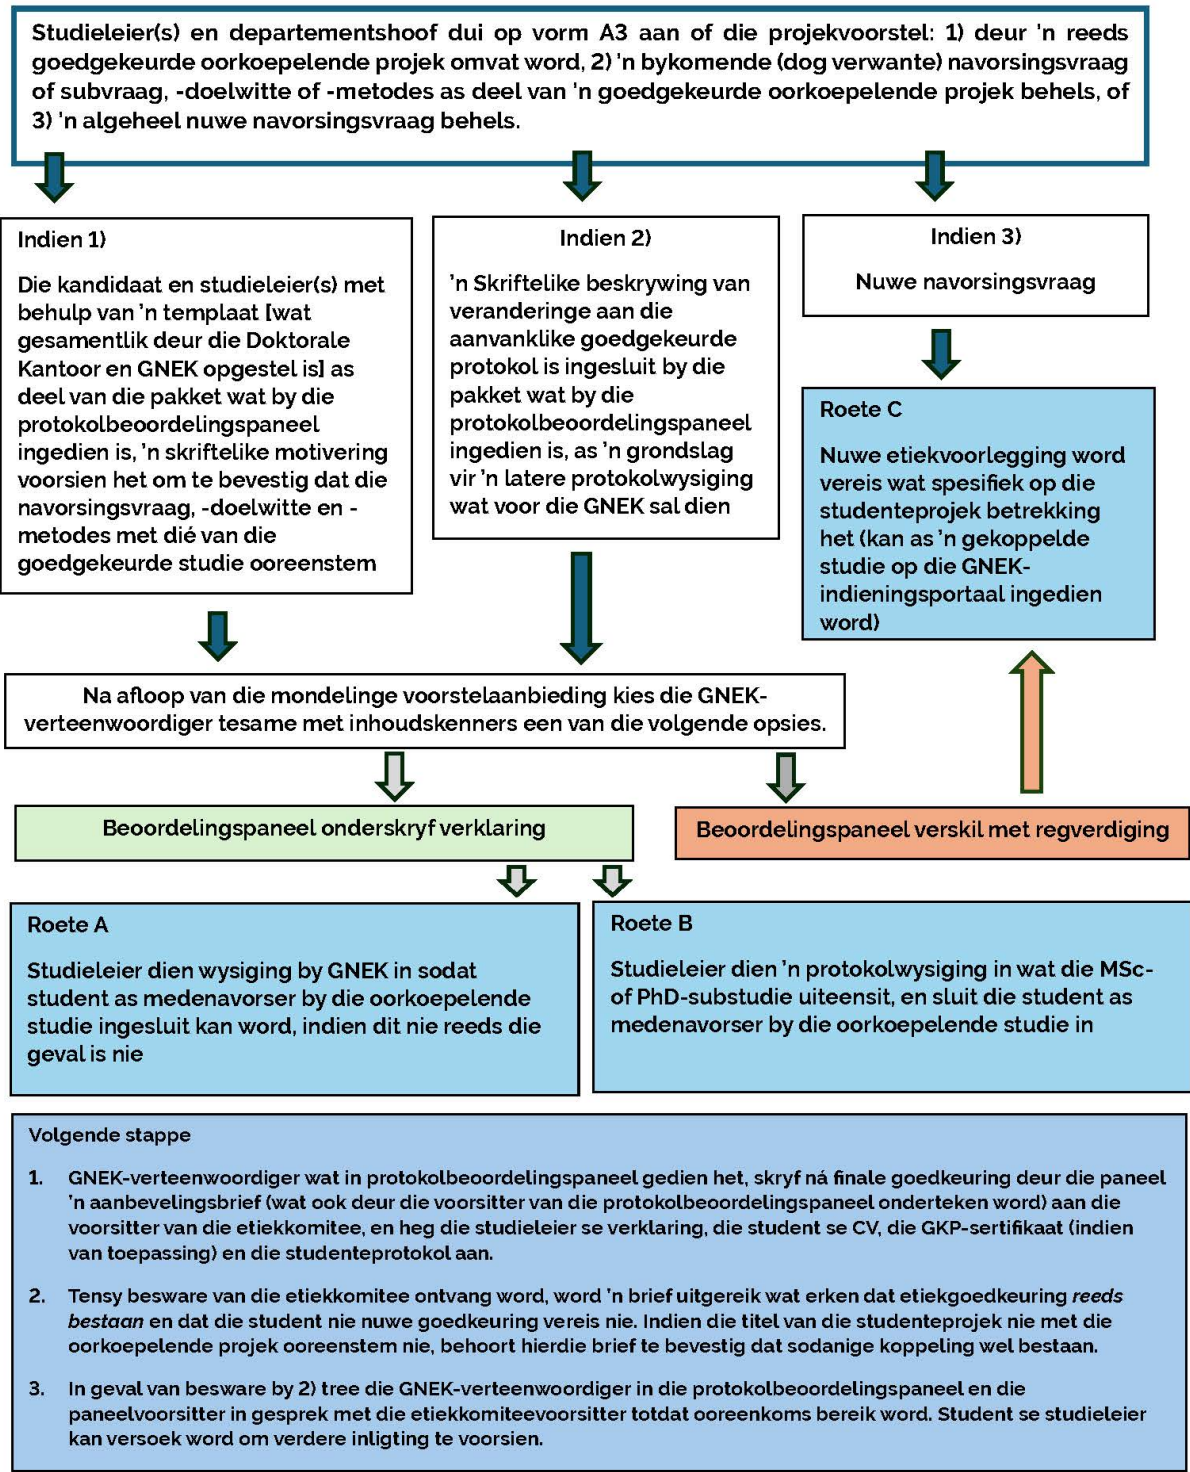 Studieleier(s) en departementshoof dui op vorm A3 aan of die projekvoorstel: 1) deur ’n reeds
goedgekeurde oorkoepelende projek omvat word, 2) ’n bykomende (dog verwante) navorsingsvraag
of subvraag, -doelwitte of -metodes as deel van ’n goedgekeurde oorkoepelende projek behels, of
3) ’n algeheel nuwe navorsingsvraag behels.
Indien 1)
Die kandidaat en studieleier(s) met
behulp van ’n templaat [wat
gesamentlik deur die Doktorale
Kantoor en GNEK opgestel is] as
deel van die pakket wat by die
protokolbeoordelingspaneel
ingedien is, ’n skriftelike motivering
voorsien het om te bevestig dat die
navorsingsvraag, -doelwitte en -
metodes met dié van die
goedgekeurde studie ooreenstem
Indien 2)
’n Skriftelike beskrywing van
veranderinge aan die
aanvanklike goedgekeurde
protokol is ingesluit by die
pakket wat by die
protokolbeoordelingspaneel
ingedien is, as ’n grondslag
vir ’n latere protokolwysiging
wat voor die GNEK sal dien
Indien 3)
Nuwe navorsingsvraag
Roete C
Nuwe etiekvoorlegging word
vereis wat spesifiek op die
studenteprojek betrekking
het (kan as ’n gekoppelde
studie op die GNEK-
indieningsportaal ingedien
word)
Na afloop van die mondelinge voorstelaanbieding kies die GNEK-
verteenwoordiger tesame met inhoudskenners een van die volgende opsies.
Beoordelingspaneel onderskryf verklaring
Beoordelingspaneel verskil met regverdiging
Roete A
Studieleier dien wysiging by GNEK in sodat
student as medenavorser by die oorkoepelende
studie ingesluit kan word, indien dit nie reeds die
geval is nie
Roete B
Studieleier dien ’n protokolwysiging in wat die MSc-
of PhD-substudie uiteensit, en sluit die student as
medenavorser by die oorkoepelende studie in
Volgende stappe
1. GNEK-verteenwoordiger wat in protokolbeoordelingspaneel gedien het, skryf ná finale goedkeuring deur die paneel
’n aanbevelingsbrief (wat ook deur die voorsitter van die protokolbeoordelingspaneel onderteken word) aan die
voorsitter van die etiekkomitee, en heg die studieleier se verklaring, die student se CV, die GKP-sertifikaat (indien
van toepassing) en die studenteprotokol aan.
2. Tensy besware van die etiekkomitee ontvang word, word ’n brief uitgereik wat erken dat etiekgoedkeuring reeds
bestaan en dat die student nie nuwe goedkeuring vereis nie. Indien die titel van die studenteprojek nie met die
oorkoepelende projek ooreenstem nie, behoort hierdie brief te bevestig dat sodanige koppeling wel bestaan.
3. In geval van besware by 2) tree die GNEK-verteenwoordiger in die protokolbeoordelingspaneel en die
paneelvoorsitter in gesprek met die etiekkomiteevoorsitter totdat ooreenkoms bereik word. Student se studieleier
kan versoek word om verdere inligting te voorsien.